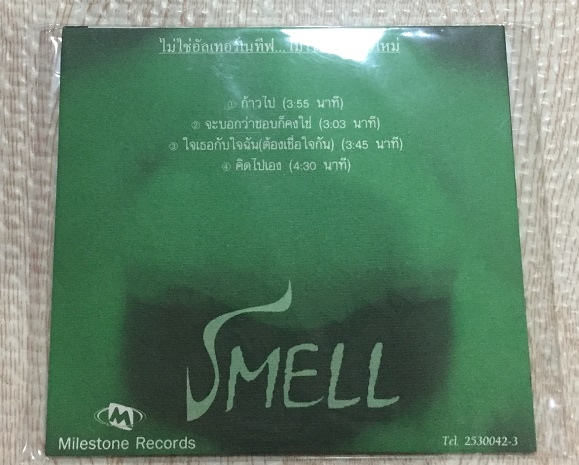 ไม่ใช่อัลเทอร์เนทีฟ...
① ก้าวไป (3:55 นาที)
② จะบอกว่าชอบก็คงใช่ (3:03 นาที)
③ ใจเธอกับใจฉัน(ต้องเชื่อใจกัน) (3:45 นาที)
④ คิดไปเอง (4:30 นาที)
SMELL
M
Milestone Records
Tel. 2530042-3